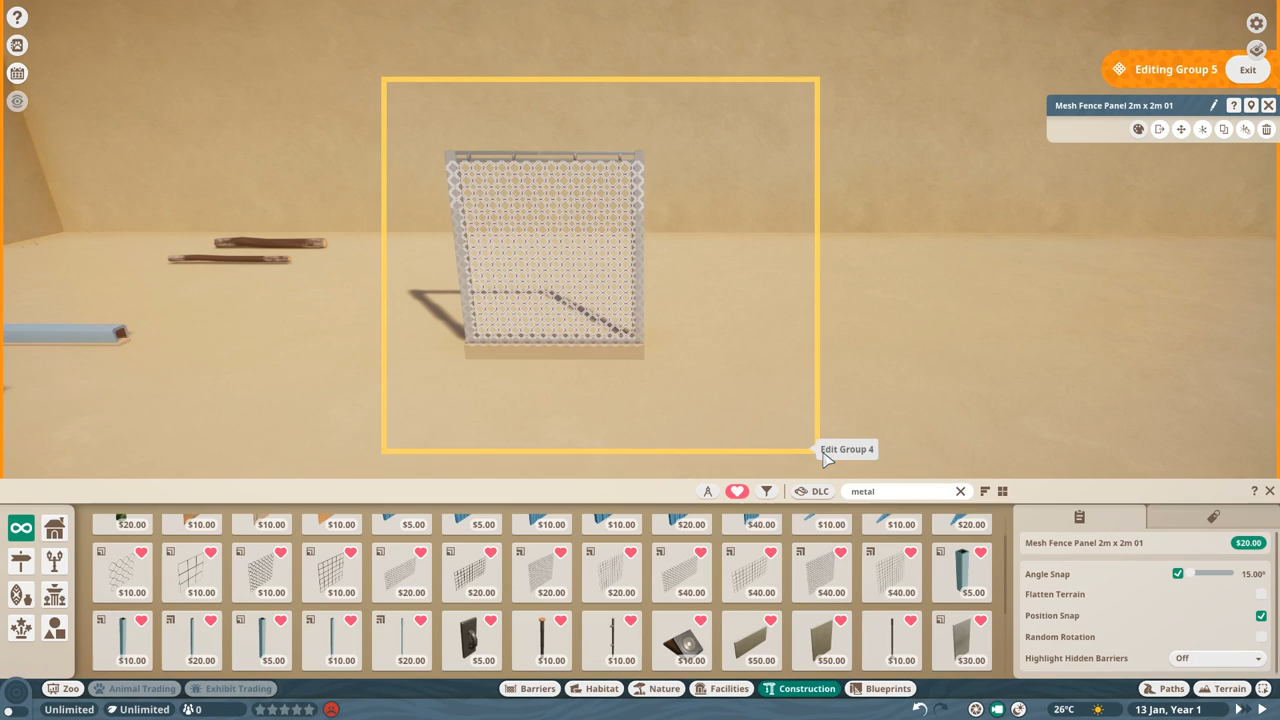 Editing Group 5
Exit
Mesh Fence Panel 2m x 2m 01
Edit Group 4
DLC
metal
$20.00 $10.00 $10.00 $10.00 $5.00 $5.00 $10.00 $10.00 $20.00 $40.00 $10.00 $10.00 $20.00
$10.00 $10.00 $10.00 $10.00 $20.00 $20.00 $20.00 $20.00 $40.00 $40.00 $40.00 $40.00 $5.00
$10.00 $20.00 $5.00 $10.00 $20.00 $5.00 $10.00 $10.00 $10.00 $50.00 $50.00 $10.00 $30.00
Mesh Fence Panel 2m x 2m 01 $20.00
Angle Snap 15.00°
Flatten Terrain
Position Snap
Random Rotation
Highlight Hidden Barriers Off
Zoo Animal Trading Exhibit Trading Barriers Habitat Nature Facilities Construction Blueprints Paths Terrain
Unlimited Unlimited 0 26°C 13 Jan, Year 1